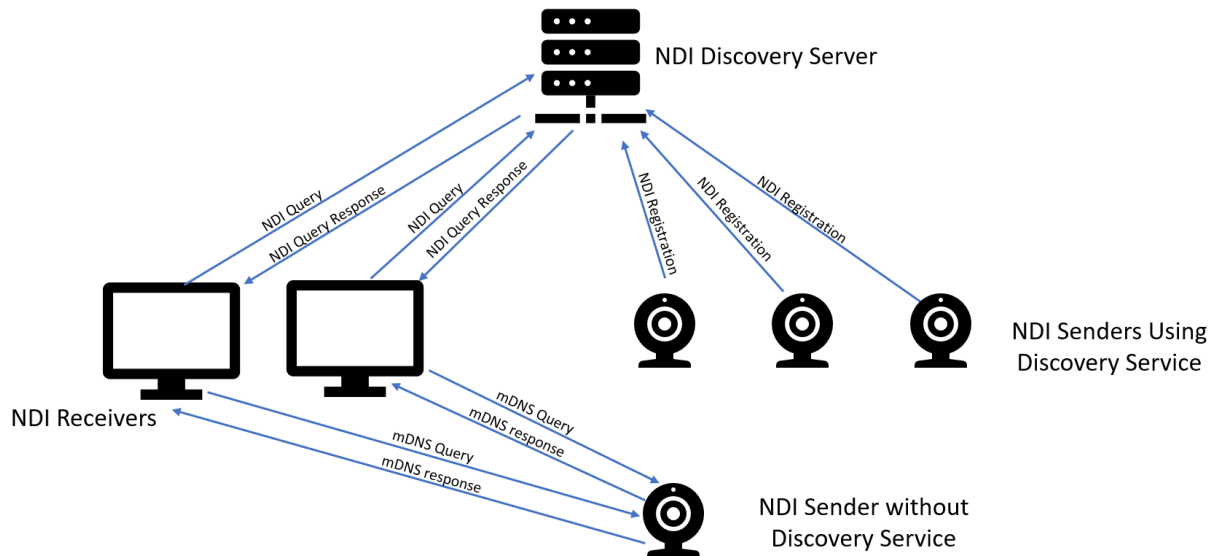 NDI Discovery Server
NDI Query
NDI Query Response
NDI Query
NDI Query Response
NDI Registration
NDI Registration
NDI Registration
NDI Senders Using
Discovery Service
NDI Receivers
mDNS Query
mDNS response
mDNS Query
mDNS response
NDI Sender without
Discovery Service